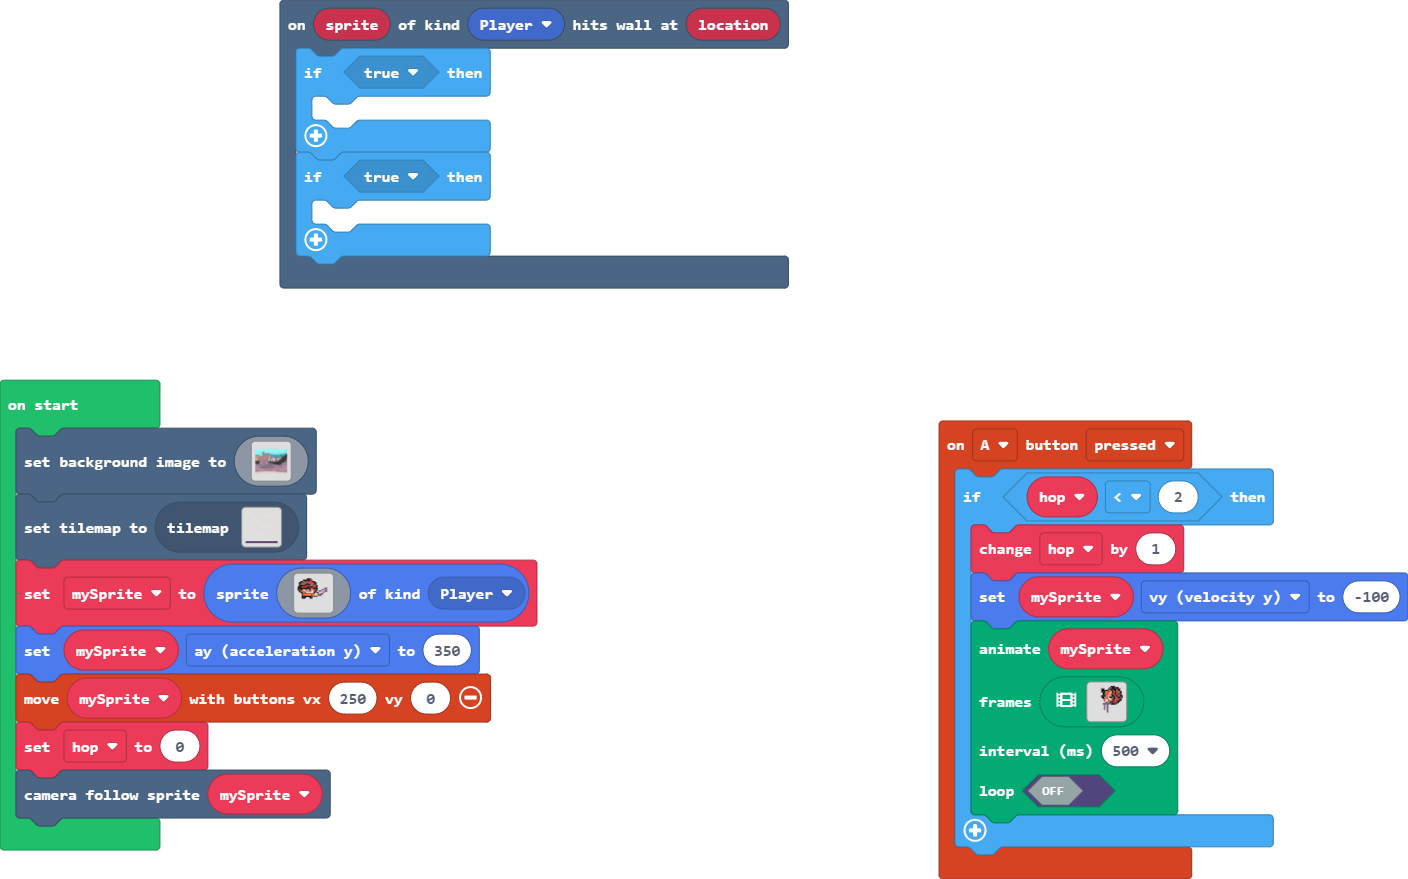 on sprite of kind Player hits wall at location
if true then
if true then
on start
set background image to
set tilemap to tilemap
set mySprite to sprite of kind Player
set mySprite ay (acceleration y) to 350
move mySprite with buttons vx 250 vy 0
set hop to 0
camera follow sprite mySprite
on A button pressed
if hop < 2 then
change hop by 1
set mySprite vy (velocity y) to -100
animate mySprite
frames
interval (ms) 500
loop OFF